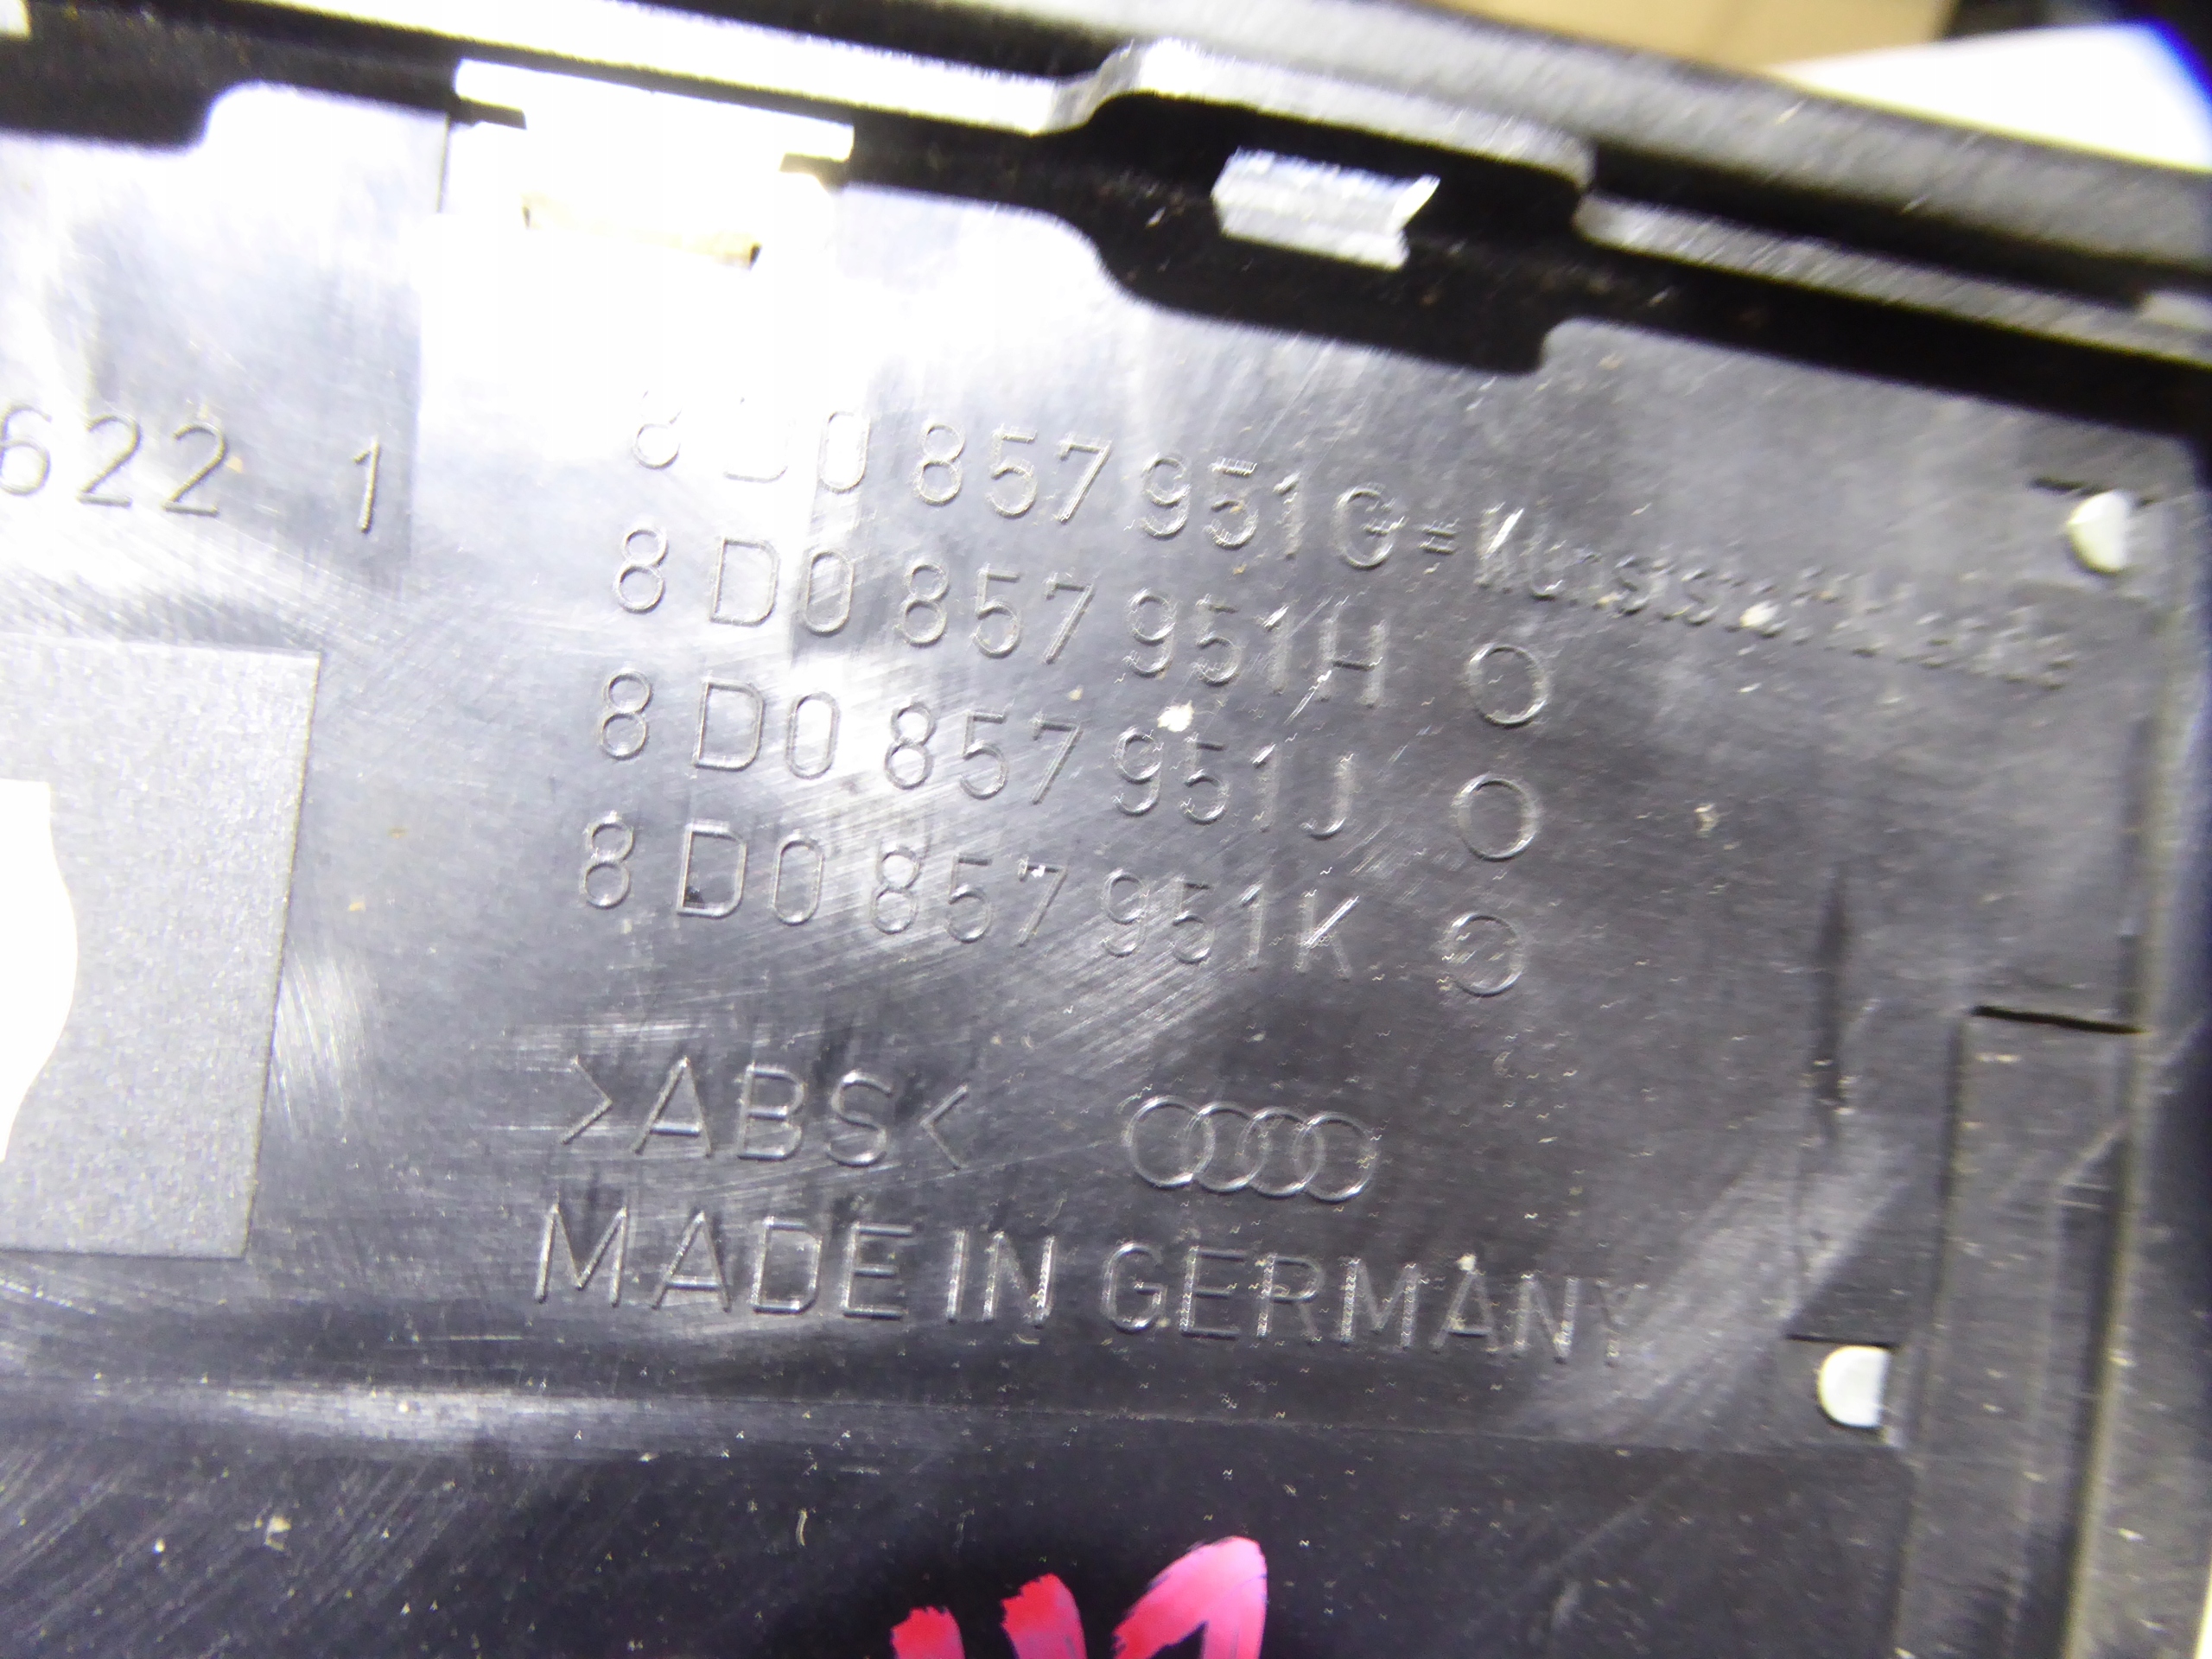 622 1
8D0 857 951G =
8D0 857 951H
8D0 857 951J
8D0 857 951K
>ABS<
MADE IN GERMANY